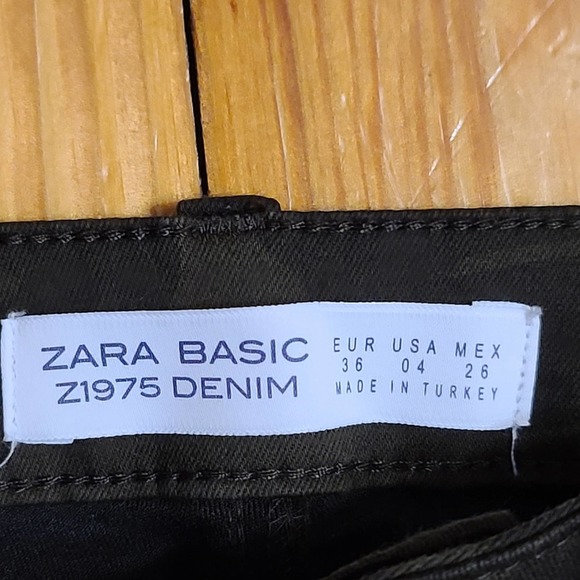 ZARA BASIC
Z1975 DENIM
EUR USA MEX
36 04 26
MADE IN TURKEY